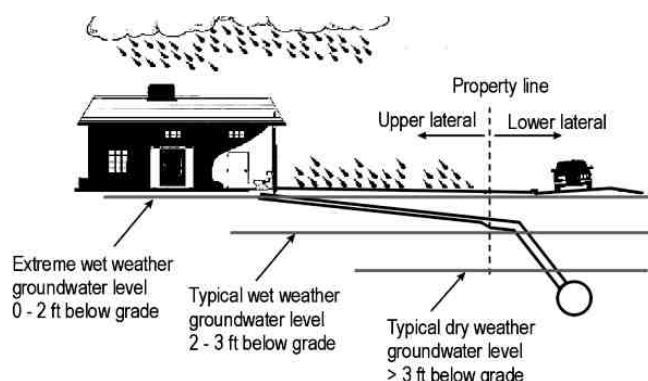 Property line
Upper lateral
Lower lateral
Extreme wet weather
groundwater level
0 - 2 ft below grade
Typical wet weather
groundwater level
2 - 3 ft below grade
Typical dry weather
groundwater level
> 3 ft below grade